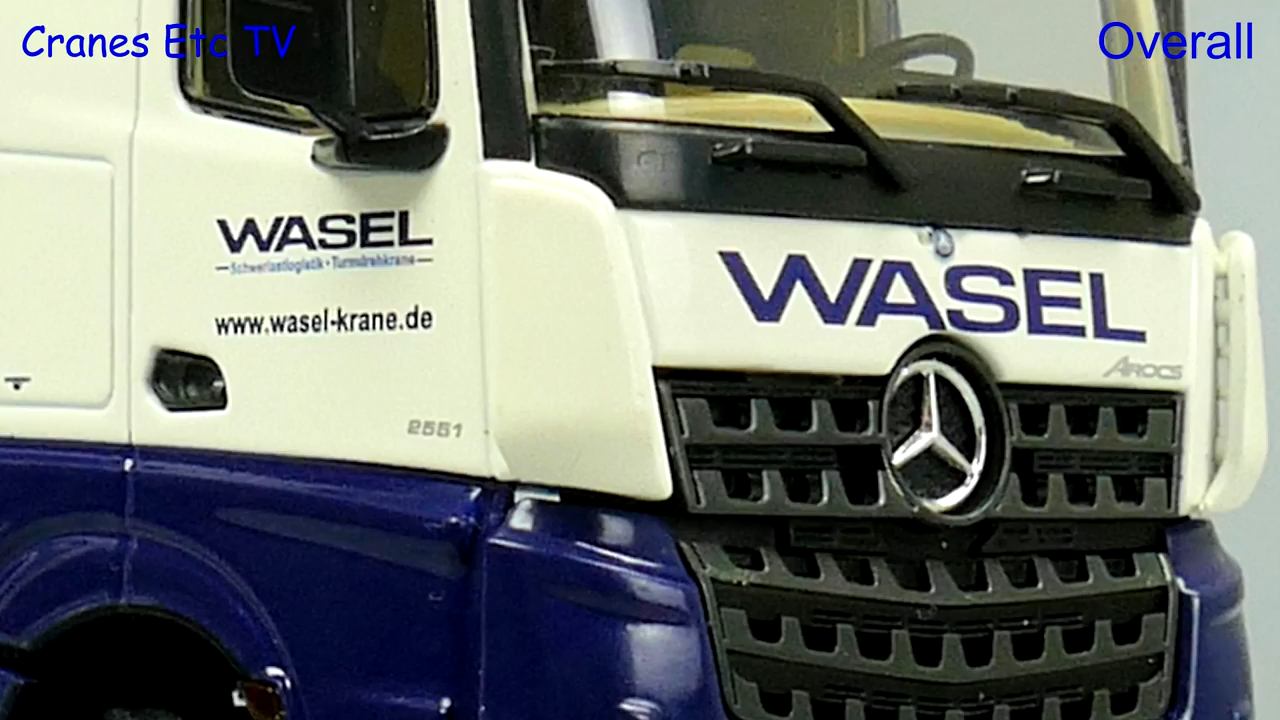 Cranes Etc TV
Overall
WASEL
Schwerlastlogistik • Turmdrehkrane
www.wasel-krane.de
2551
WASEL
AROCS